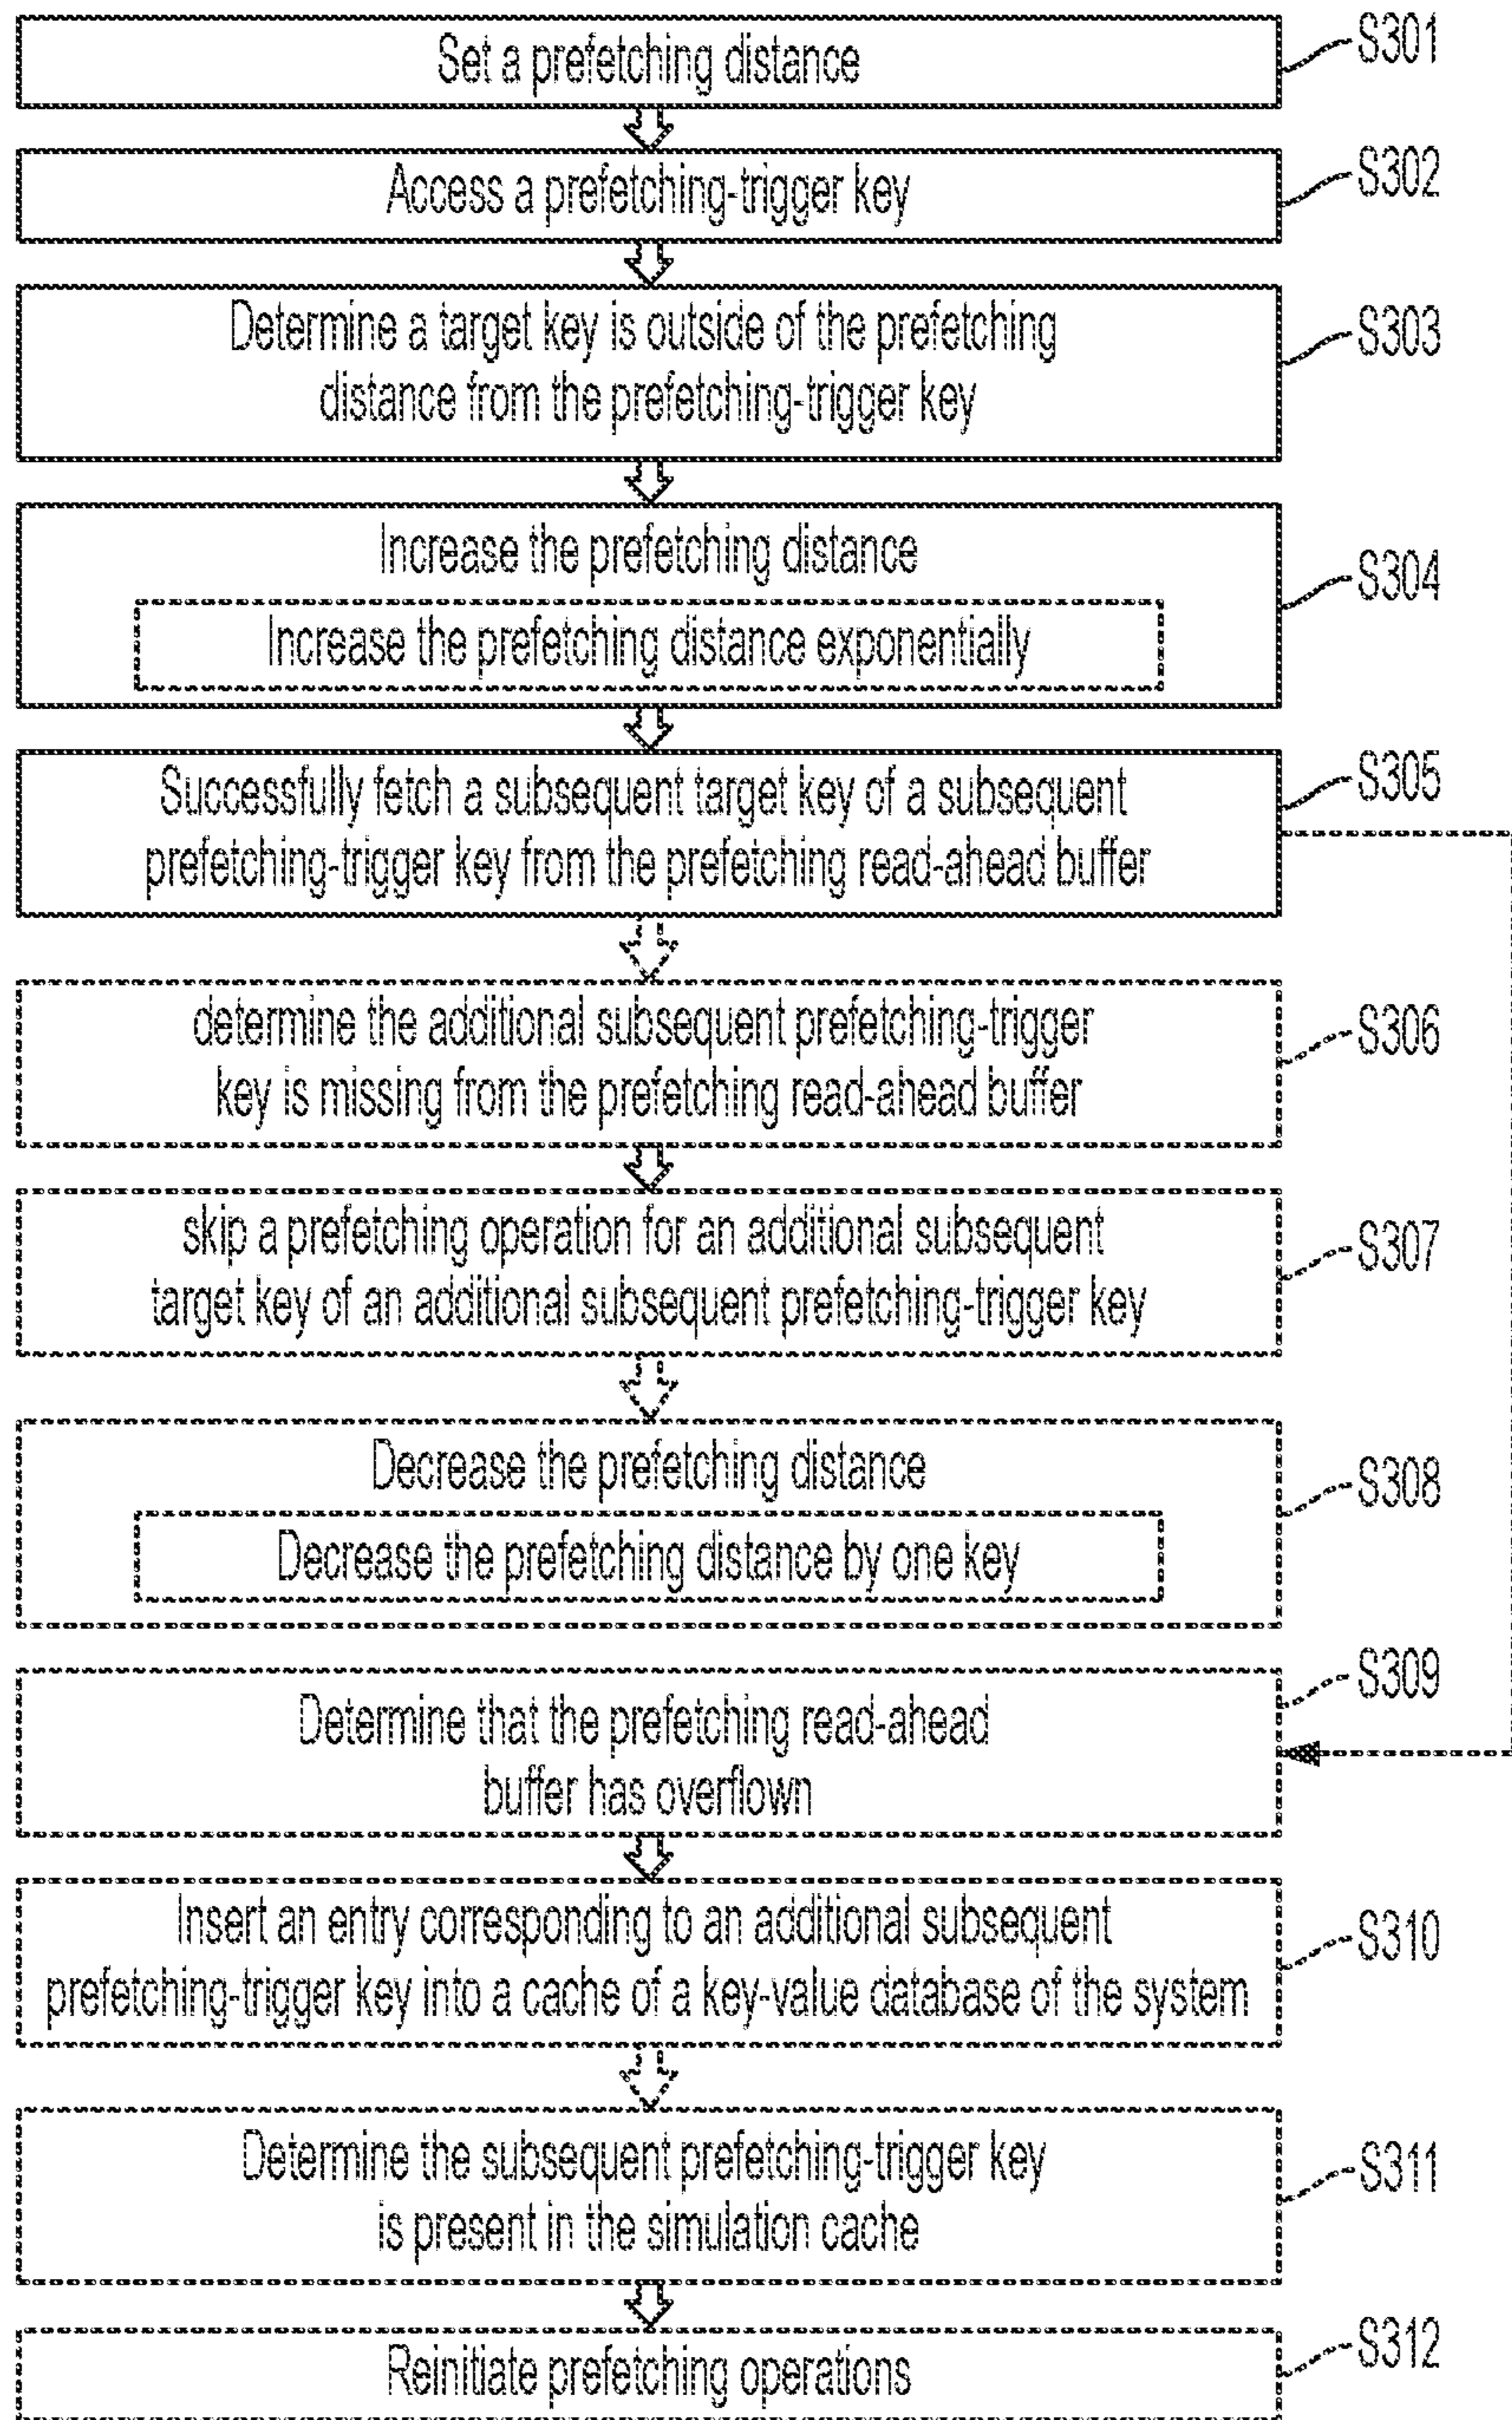 Set a prefetching distance
S301
Access a prefetching-trigger key
S302
Determine a target key is outside of the prefetching
distance from the prefetching-trigger key
S303
Increase the prefetching distance
Increase the prefetching distance exponentially
S304
Successfully fetch a subsequent target key of a subsequent
prefetching-trigger key from the prefetching read-ahead buffer
S305
determine the additional subsequent prefetching-trigger
key is missing from the prefetching read-ahead buffer
S306
skip a prefetching operation for an additional subsequent
target key of an additional subsequent prefetching-trigger key
S307
Decrease the prefetching distance
Decrease the prefetching distance by one key
S308
Determine that the prefetching read-ahead
buffer has overflown
S309
Insert an entry corresponding to an additional subsequent
prefetching-trigger key into a cache of a key-value database of the system
S310
Determine the subsequent prefetching-trigger key
is present in the simulation cache
S311
Reinitiate prefetching operations
S312